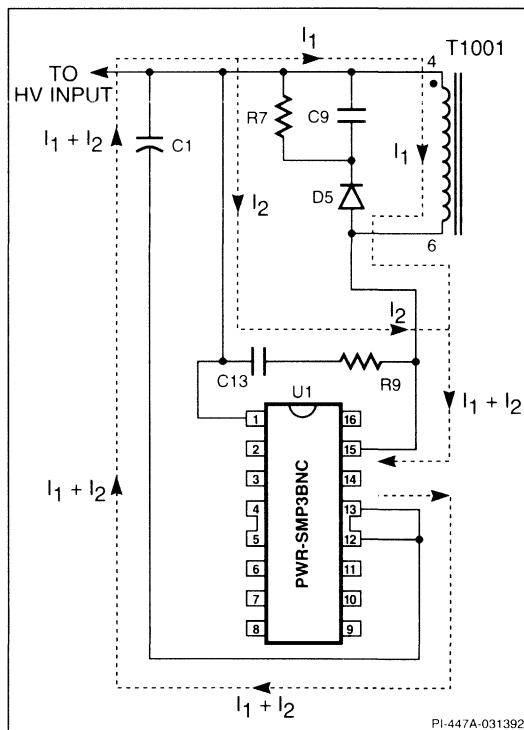 I1
4
T1001
TO
HV INPUT
R7
C9
I1 + I2
C1
I1
I2
D5
6
I2
C13
R9
U1
I1 + I2
1
16
2
15
3
14
I1 + I2
4
13
5
12
6
11
7
10
8
9
PWR-SMP3BNC
I1 + I2
PI-447A-031392